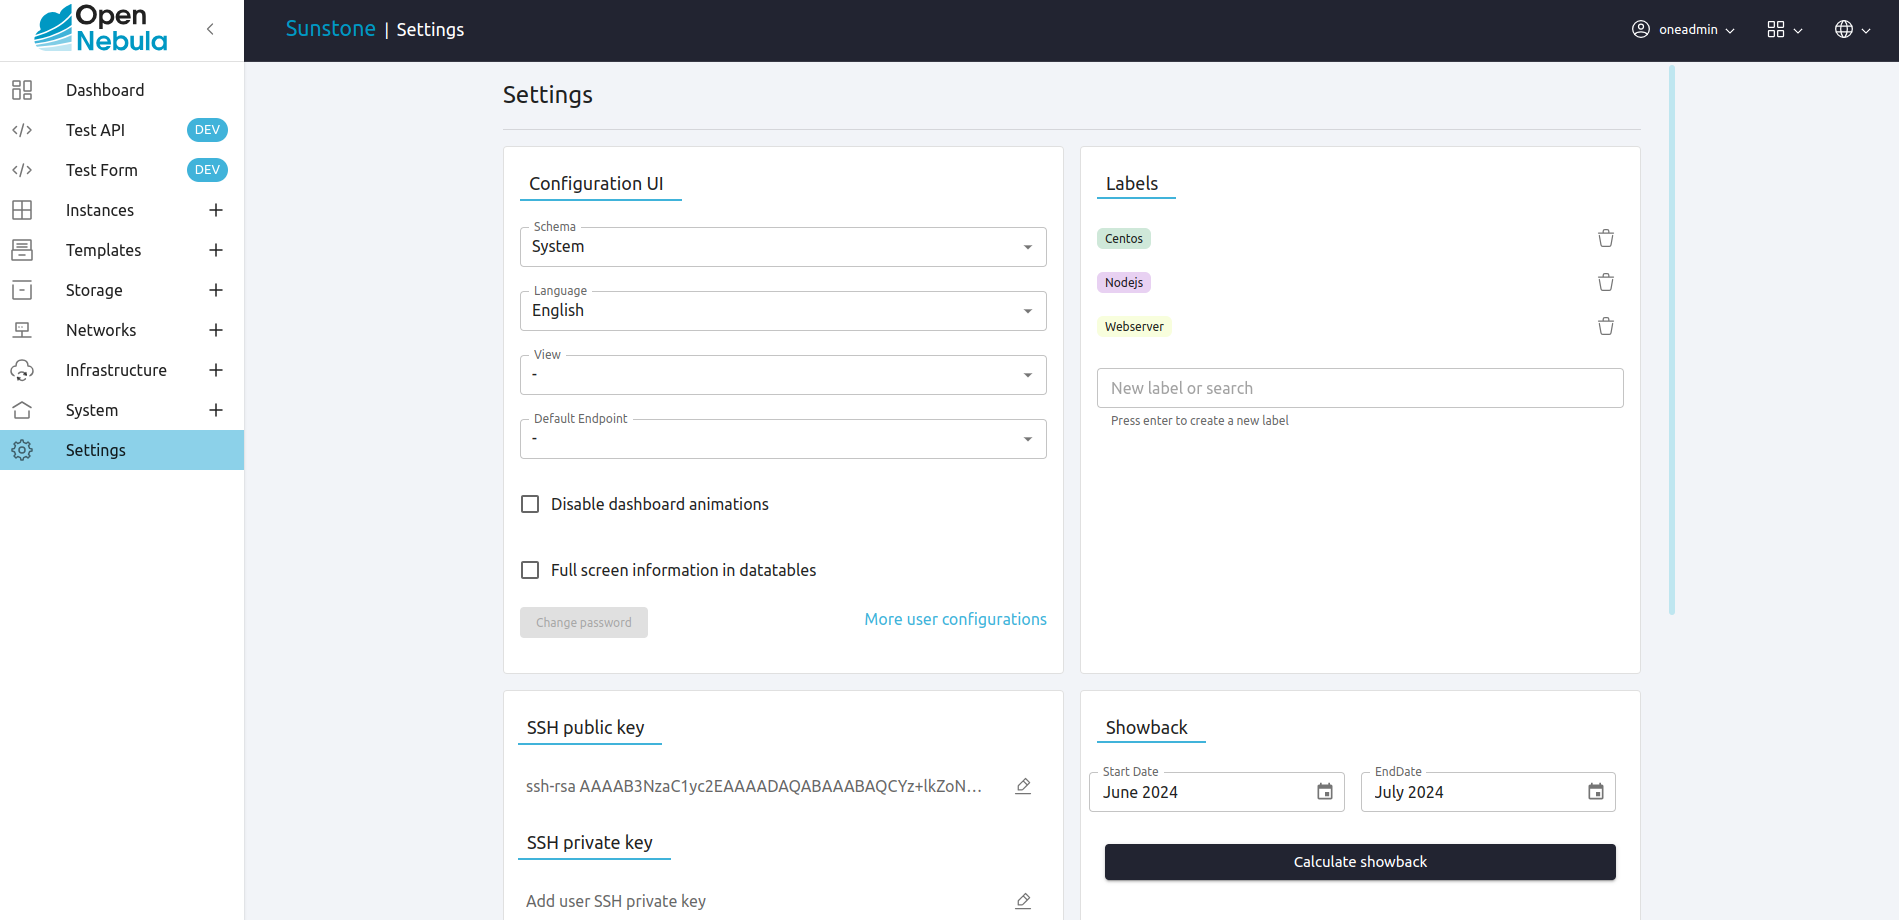 Open
Nebula
Sunstone | Settings
oneadmin
Dashboard
Test API DEV
Test Form DEV
Instances
Templates
Storage
Networks
Infrastructure
System
Settings
Settings
Configuration UI
Schema
System
Language
English
View
-
Default Endpoint
-
Disable dashboard animations
Full screen information in datatables
Change password
More user configurations
Labels
Centos
Nodejs
Webserver
New label or search
Press enter to create a new label
SSH public key
ssh-rsa AAAAB3NzaC1yc2EAAAADAQABAAABAQCYz+lkZoN...
SSH private key
Add user SSH private key
Showback
Start Date
June 2024
EndDate
July 2024
Calculate showback